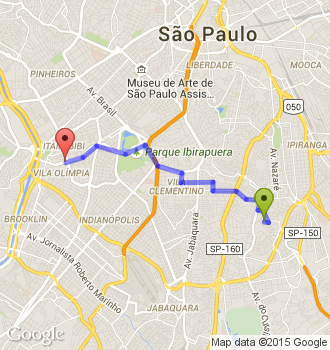 São Paulo
LIBERDADE
MOOCA
PINHEIROS
Museu de Arte de
São Paulo Assis...
Av. Brasil
050
ITAIM BIBI
Parque Ibirapuera
IPIRANGA
Av. Nazaré
VILA OLÍMPIA
VILA
CLEMENTINO
BROOKLIN
INDIANÓPOLIS
Av. Jabaquara
SP-160
SP-150
Av. Jornalista Roberto Marinho
JABAQUARA
Av. do Cursi
Google
Map data ©2015 Google